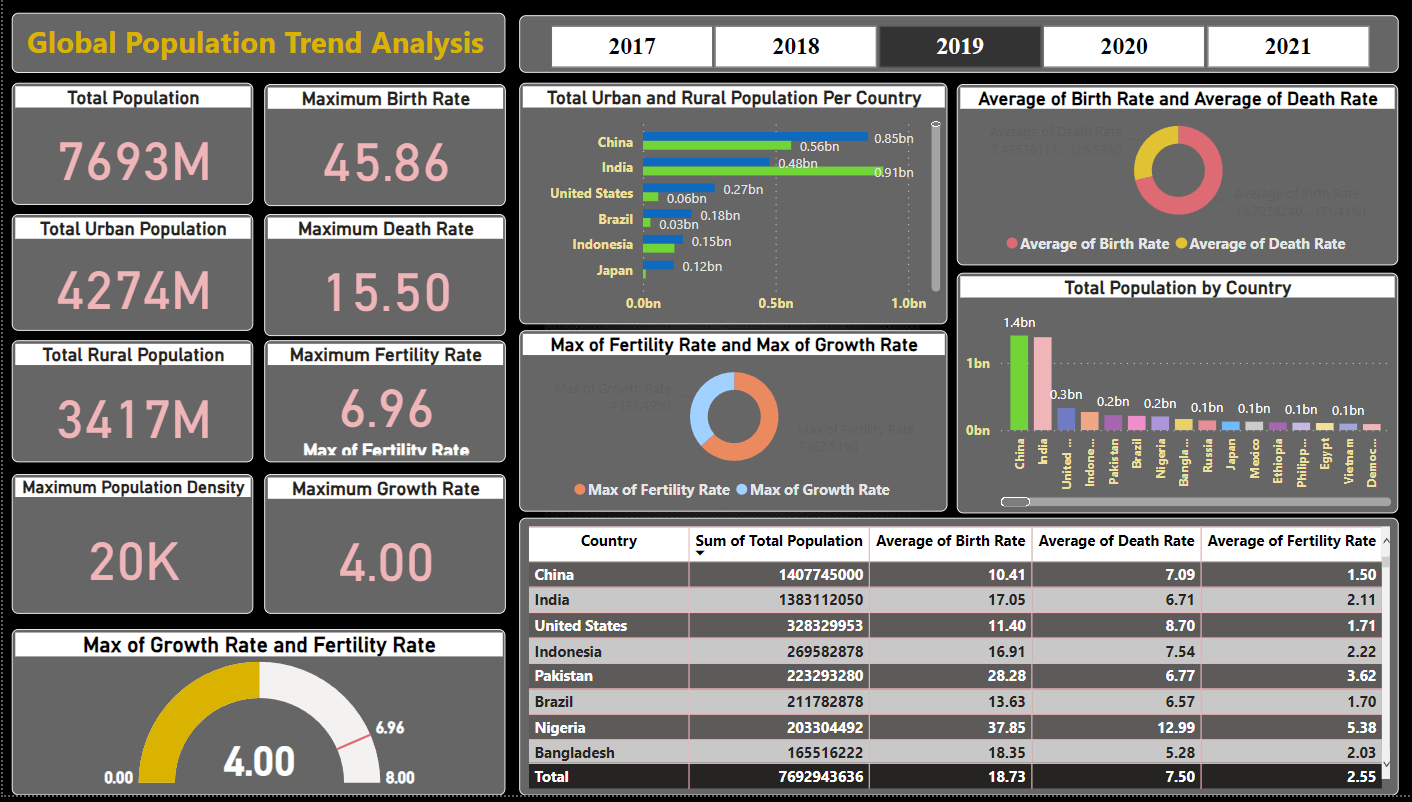 Global Population Trend Analysis
2017 2018 2019 2020 2021
Total Population
7693M
Maximum Birth Rate
45.86
Total Urban Population
4274M
Maximum Death Rate
15.50
Total Rural Population
3417M
Maximum Fertility Rate
6.96
Max of Fertility Rate
Maximum Population Density
20K
Maximum Growth Rate
4.00
Max of Growth Rate and Fertility Rate
6.96
4.00
0.00 8.00
Total Urban and Rural Population Per Country
China 0.85bn
0.56bn
India 0.48bn
0.91bn
United States 0.27bn
0.06bn
Brazil 0.18bn
0.03bn
Indonesia 0.15bn
Japan 0.12bn
0.0bn 0.5bn 1.0bn
Max of Fertility Rate and Max of Growth Rate
Max of Growth Rate
4 (36.49%)
Max of Fertility Rate
7 (63.51%)
Max of Fertility Rate Max of Growth Rate
Average of Birth Rate and Average of Death Rate
Average of Death Rate
Average of Birth Rate
Average of Birth Rate Average of Death Rate
Total Population by Country
1.4bn
1bn
0.3bn 0.2bn 0.2bn 0.1bn 0.1bn 0.1bn 0.1bn
0bn
China India United ... Indone... Pakistan Brazil Nigeria Bangla... Russia Japan Mexico Ethiopia Philipp... Egypt Vietnam Democ...
Country Sum of Total Population Average of Birth Rate Average of Death Rate Average of Fertility Rate
China 1407745000 10.41 7.09 1.50
India 1383112050 17.05 6.71 2.11
United States 328329953 11.40 8.70 1.71
Indonesia 269582878 16.91 7.54 2.22
Pakistan 223293280 28.28 6.77 3.62
Brazil 211782878 13.63 6.57 1.70
Nigeria 203304492 37.85 12.99 5.38
Bangladesh 165516222 18.35 5.28 2.03
Total 7692943636 18.73 7.50 2.55